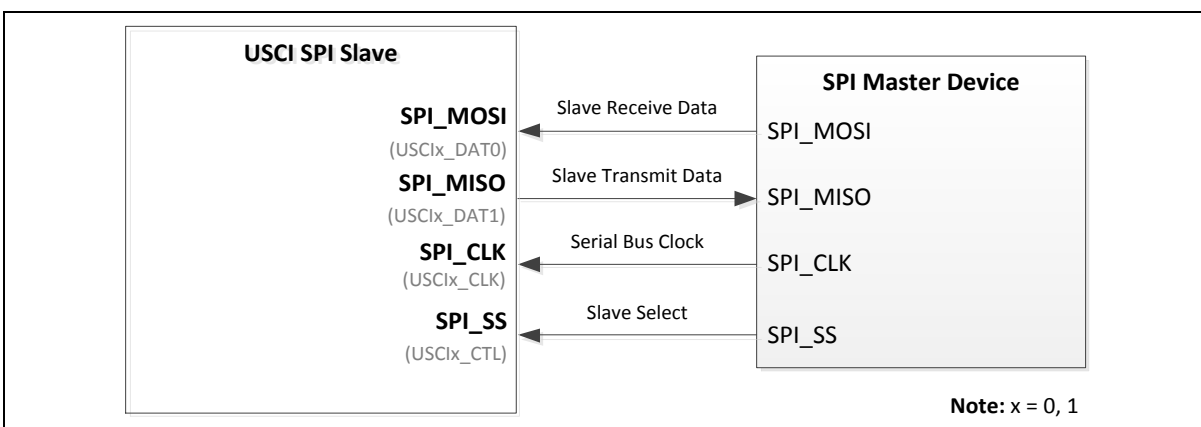 USCI SPI Slave
SPI_MOSI
(USCIx_DAT0)
SPI_MISO
(USCIx_DAT1)
SPI_CLK
(USCIx_CLK)
SPI_SS
(USCIx_CTL)
Slave Receive Data
Slave Transmit Data
Serial Bus Clock
Slave Select
SPI Master Device
SPI_MOSI
SPI_MISO
SPI_CLK
SPI_SS
Note: x = 0, 1